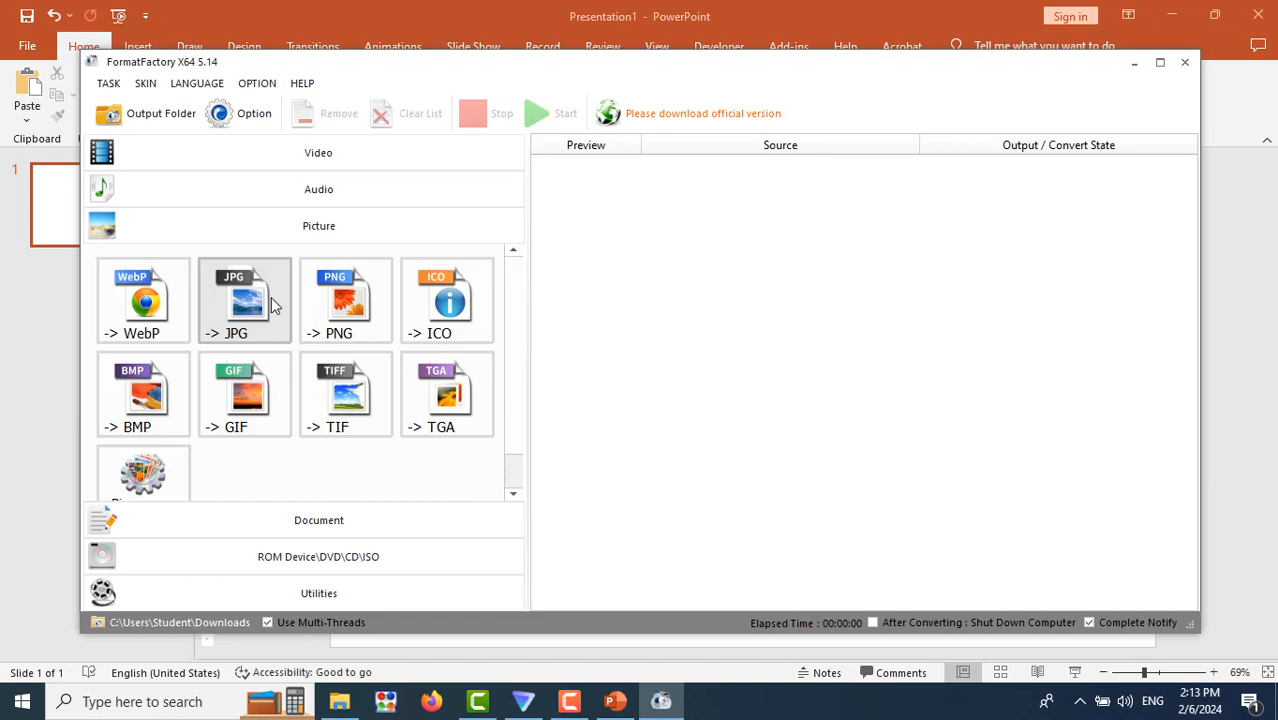 Presentation1 - PowerPoint
Sign in
File Home Insert Draw Design Transitions Animations Slide Show Record Review View Developer Add-ins Help Acrobat Tell me what you want to do
Paste
Clipboard
1
FormatFactory X64 5.14
TASK SKIN LANGUAGE OPTION HELP
Output Folder Option Remove Clear List Stop Start Please download official version
Video
Audio
Picture
Preview Source Output / Convert State
WebP JPG PNG ICO
-> WebP -> JPG -> PNG -> ICO
BMP GIF TIFF TGA
-> BMP -> GIF -> TIF -> TGA
Document
ROM Device\DVD\CD\ISO
Utilities
C:\Users\Student\Downloads Use Multi-Threads Elapsed Time : 00:00:00 After Converting : Shut Down Computer Complete Notify
Slide 1 of 1 English (United States) Accessibility: Good to go Notes Comments 69%
Type here to search
ENG
2:13 PM
2/6/2024
1